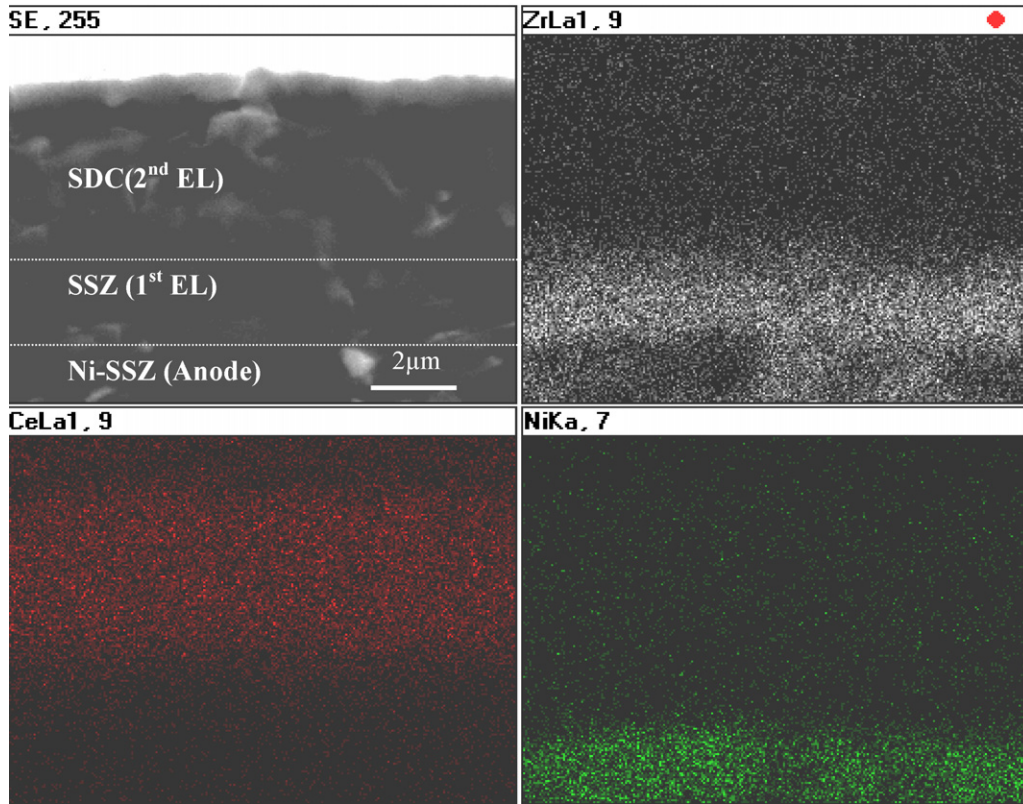 SE, 255
ZrLa1, 9
SDC(2nd EL)
SSZ (1st EL)
Ni-SSZ (Anode)
2μm
CeLa1, 9
NiKa, 7